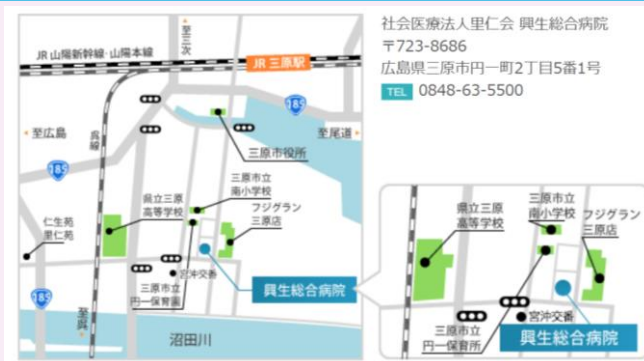 社会医療法人里仁会 興生総合病院
〒723-8686
広島県三原市円一町2丁目5番1号
TEL 0848-63-5500
至三次
JR 山陽新幹線・山陽本線
JR 三原駅
185
至広島
呉線
至尾道
三原市役所
185
三原市立
南小学校
県立三原
高等学校
フジグラン
三原店
仁生苑
里仁苑
宮沖交番
三原市立
円一保育園
興生総合病院
185
至呉
沼田川
県立三原
高等学校
三原市立
南小学校
フジグラン
三原店
宮沖交番
三原市立
円一保育所
興生総合病院